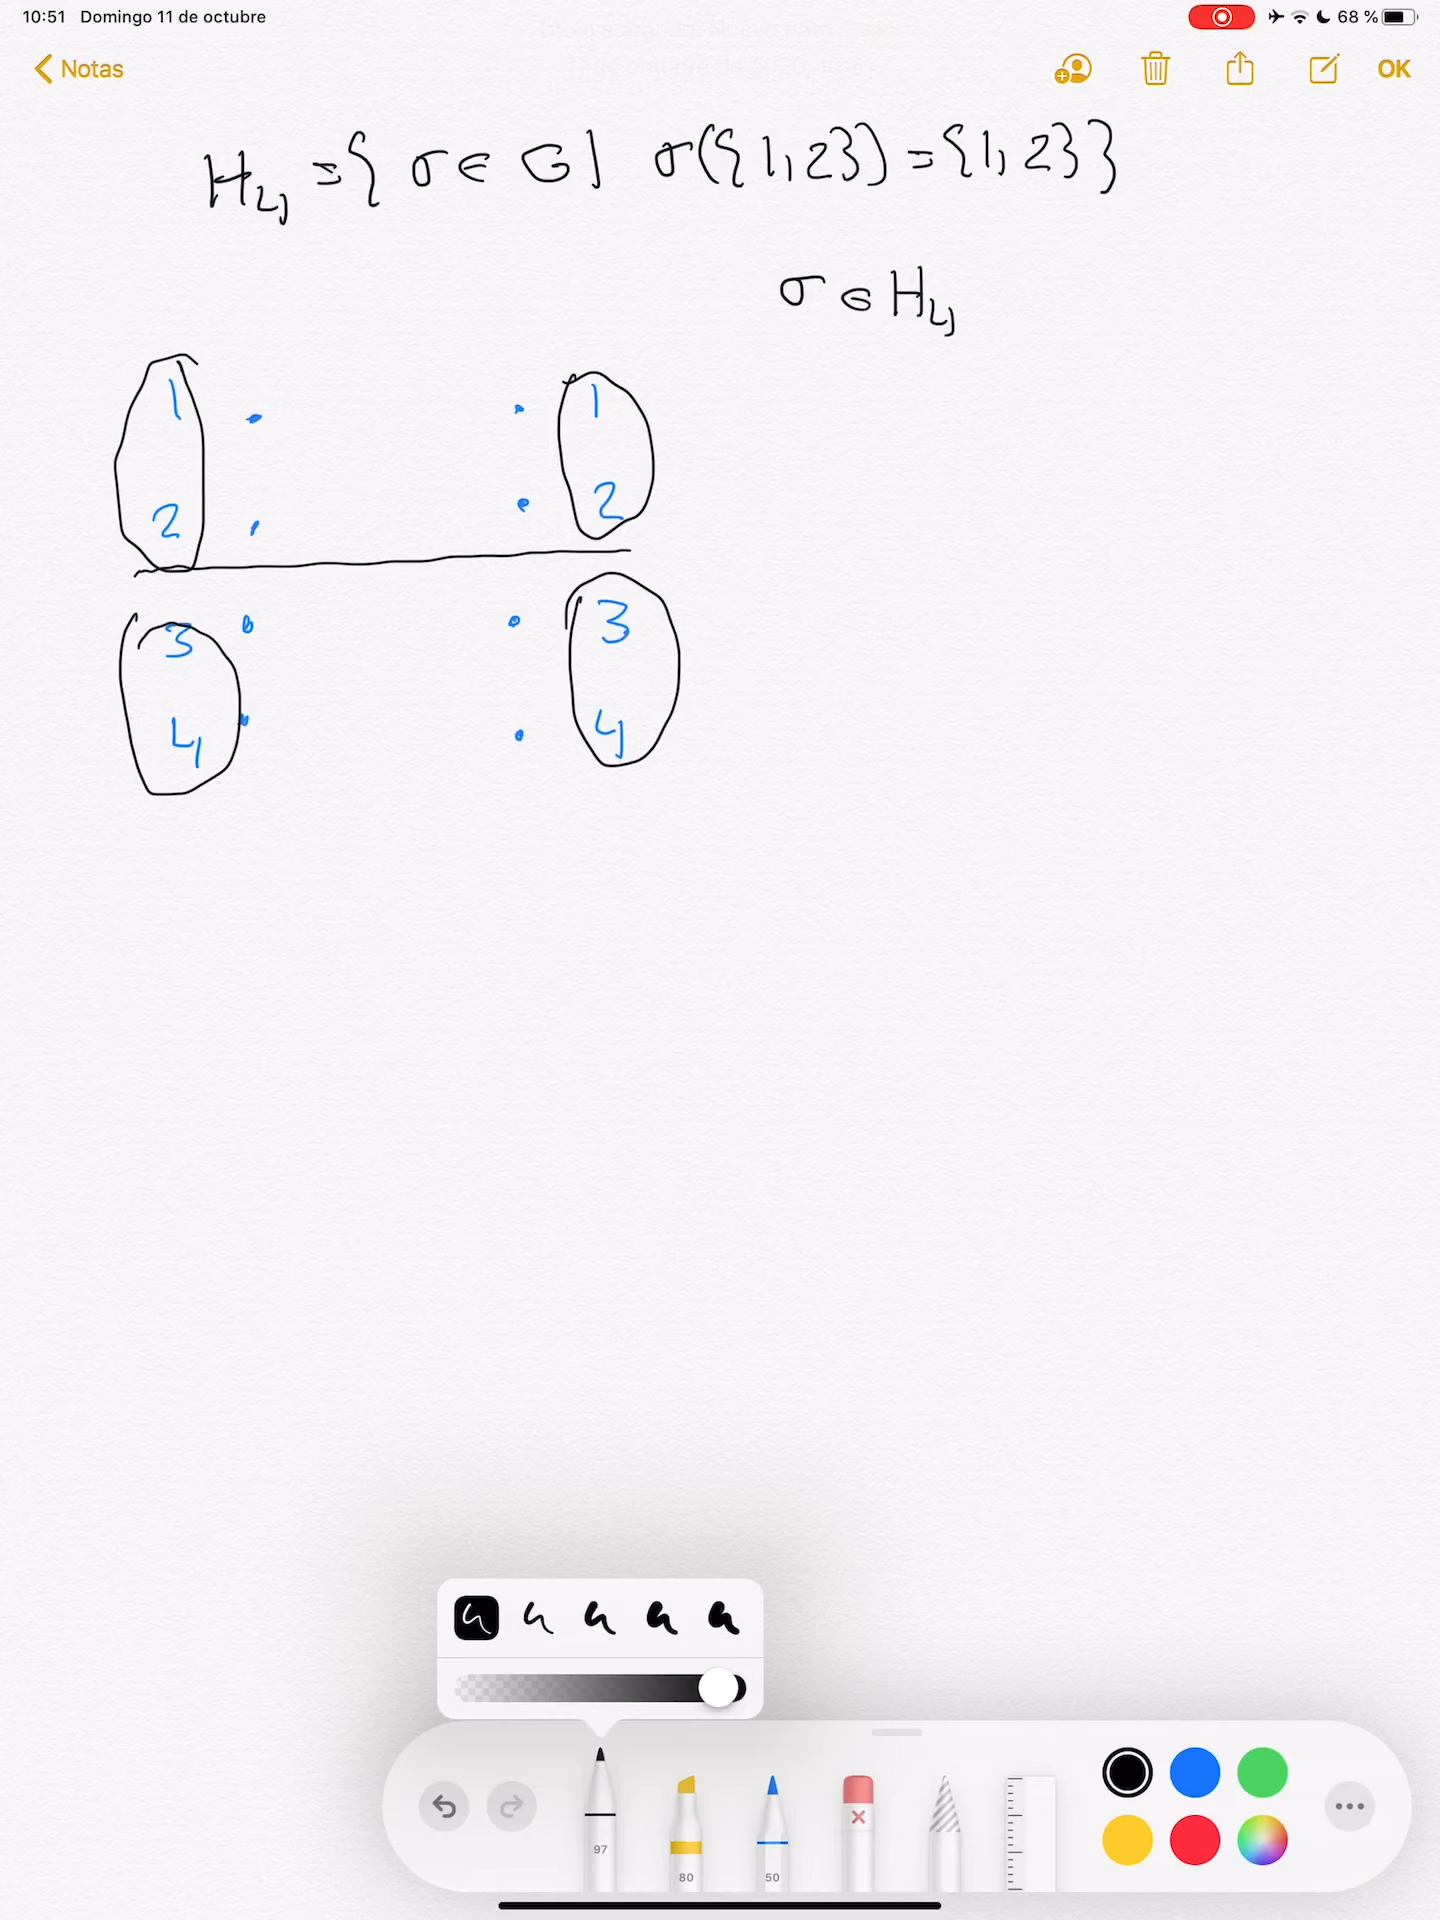 10:51 Domingo 11 de octubre 68 %
Notas OK
H₄ = { σ ∈ G | σ({1,2}) = {1,2}}
σ ∈ H₄
1 1
2 2
3 3
4 4
97 80 50